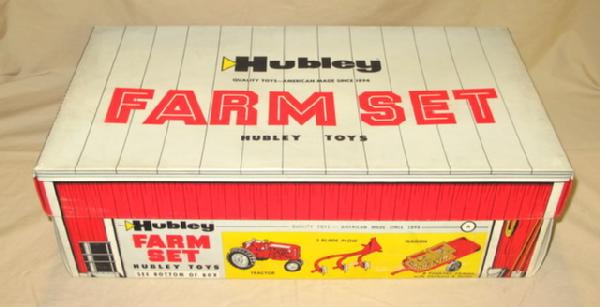 Hubley
QUALITY TOYS—AMERICAN MADE SINCE 1894
FARM SET
HUBLEY TOYS
Hubley
QUALITY TOYS — AMERICAN MADE SINCE 1894
FARM
SET
HUBLEY TOYS
SEE BOTTOM OF BOX
TRACTOR
3 BLADE PLOW